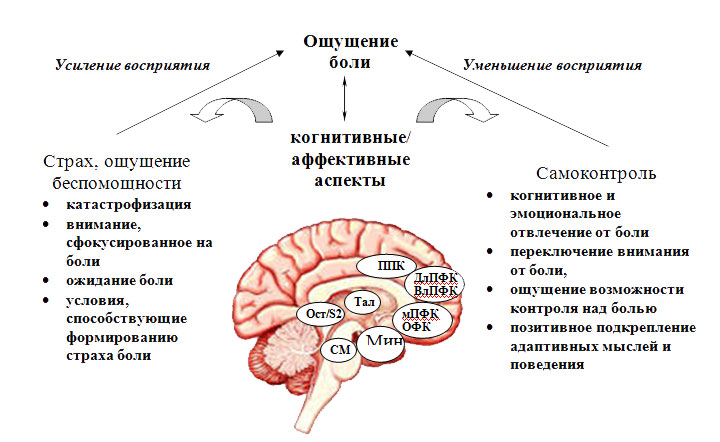 Ощущение
боли
Усиление восприятия
Уменьшение восприятия
когнитивные/
аффективные
аспекты
Страх, ощущение
беспомошности
• катастрофизация
• внимание,
сфокусированное на
боли
• ожидание боли
• условия,
способствующие
формированию
страха боли
Самоконтроль
• когнитивное и
эмоциональное
отвлечение от боли
• переключение внимания
от боли,
• ощущение возможности
контроля над болью
• позитивное подкрепление
адаптивных мыслей и
поведения
ППК
ДлПФК
ВлПФК
Тал
Ост/S2
мПФК
ОФК
СМ
Мин